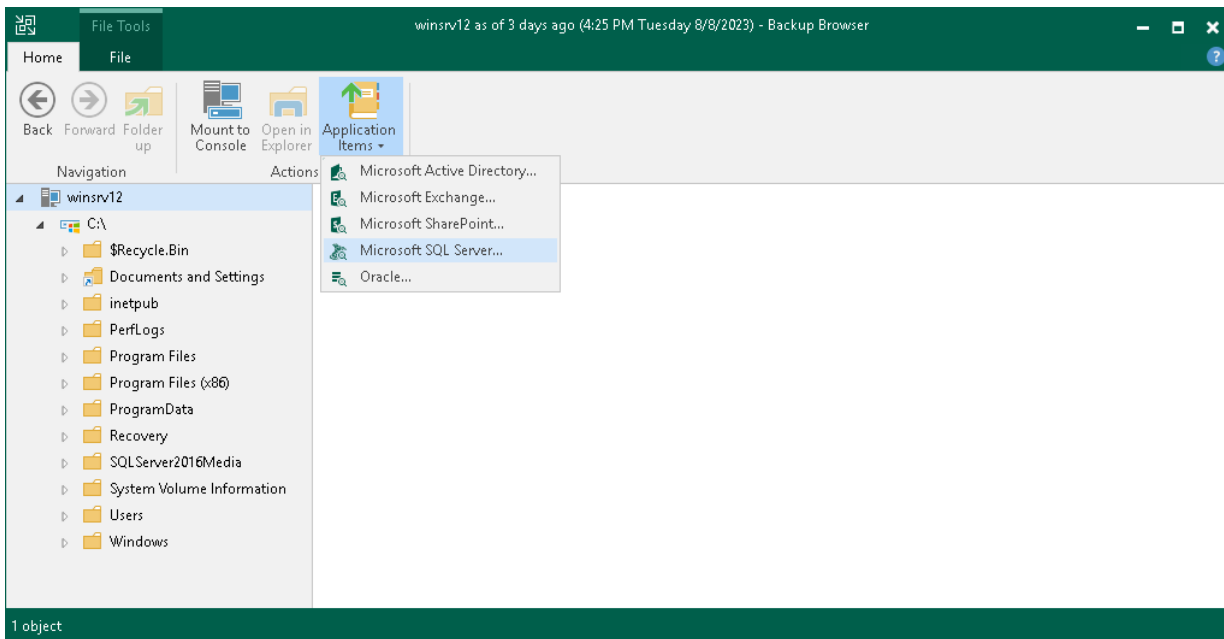 File Tools
winsrv12 as of 3 days ago (4:25 PM Tuesday 8/8/2023) - Backup Browser
Home
File
?
Back
Forward
Folder
up
Mount to
Console
Open in
Explorer
Application
Items
Navigation
Actions
Microsoft Active Directory...
Microsoft Exchange...
Microsoft SharePoint...
Microsoft SQL Server...
Oracle...
winsrv12
C:\
$Recycle.Bin
Documents and Settings
inetpub
PerfLogs
Program Files
Program Files (x86)
ProgramData
Recovery
SQLServer2016Media
System Volume Information
Users
Windows
1 object